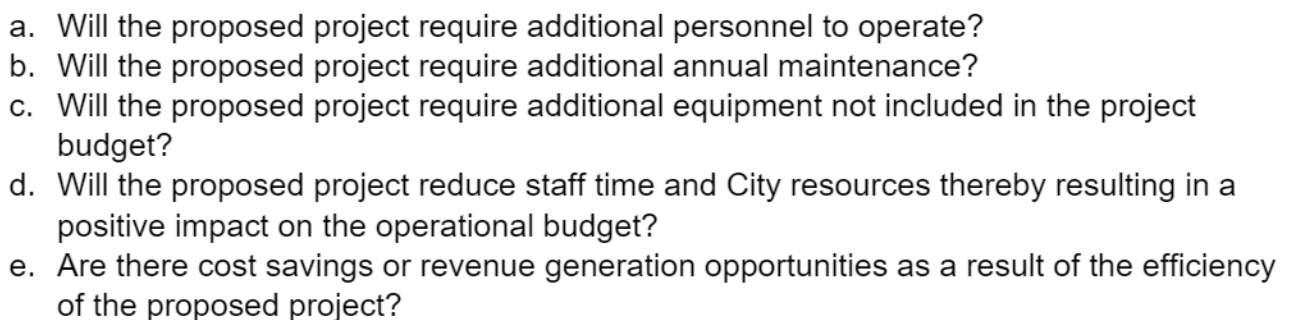 a. Will the proposed project require additional personnel to operate?
b. Will the proposed project require additional annual maintenance?
c. Will the proposed project require additional equipment not included in the project
budget?
d. Will the proposed project reduce staff time and City resources thereby resulting in a
positive impact on the operational budget?
e. Are there cost savings or revenue generation opportunities as a result of the efficiency
of the proposed project?